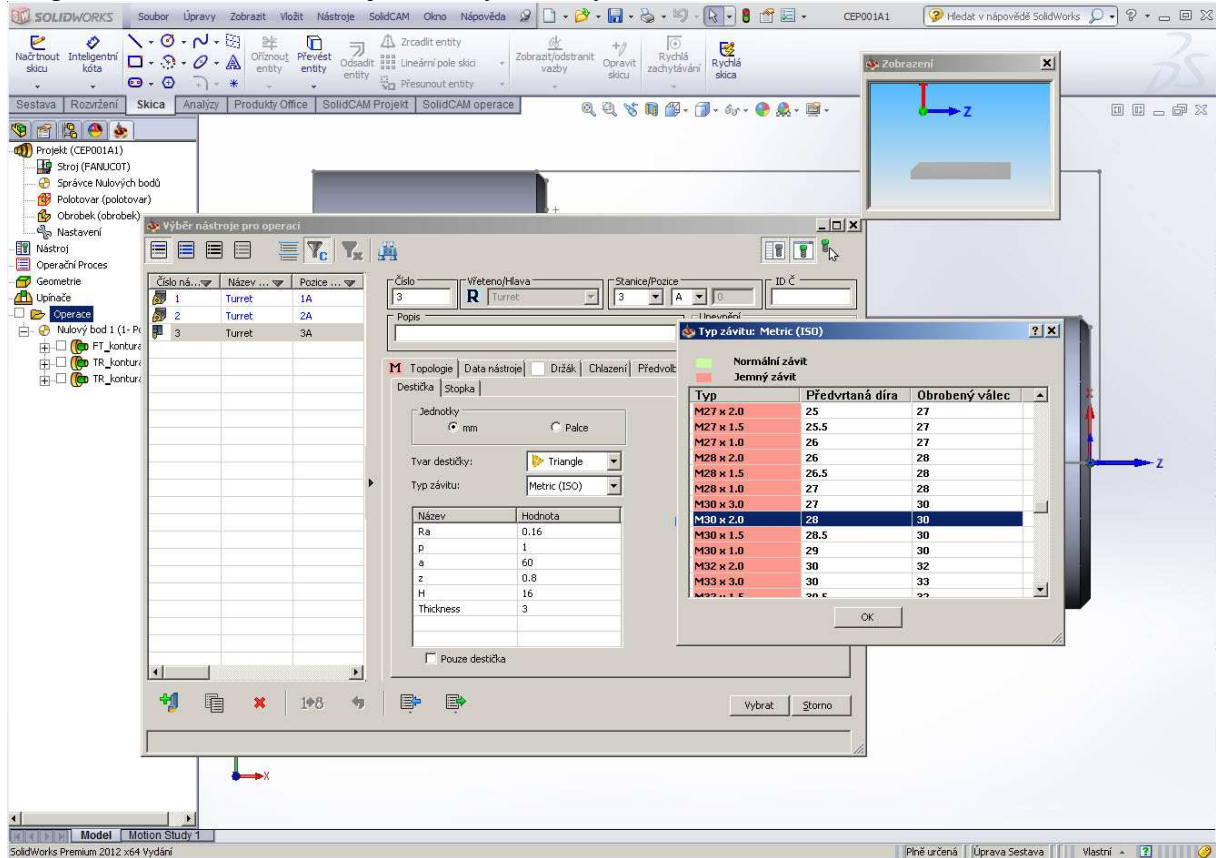 SOLIDWORKS Soubor Úpravy Zobrazit Vložit Nástroje SolidCAM Okno Nápověda CEP001A1 Hledat v nápovědě SolidWorks
Načrtnout skicu
Inteligentní kóta
Oříznout entity
Převést entity
Odsadit entity
Zrcadlit entity
Lineární pole skici
Přesunout entity
Zobrazit/odstranit vazby
Opravit skicu
Rychlá zachytávání
Rychlá skica
Sestava Rozvržení Skica Analýzy Produkty Office SolidCAM Projekt SolidCAM operace
Zobrazení
Z
Projekt (CEP001A1)
Stroj (FANUCOT)
Správce Nulových bodů
Polotovar (polotovar)
Obrobek (obrobek)
Nastavení
Nástroj
Operační Proces
Geometrie
Upínače
Operace
Nulový bod 1 (1- Po
FT_kontura
TR_kontura
TR_kontura
Výběr nástroje pro operaci
Číslo ná... Název ... Pozice ...
1 Turret 1A
2 Turret 2A
3 Turret 3A
Číslo
3
Vřeteno/Hlava
R Turret
Stanice/Pozice
3 A 0
ID Č
Popis
Upevnění
M Topologie Data nástroje Držák Chlazení Předvolb
Destička Stopka
Jednotky
mm Palce
Tvar destičky: Triangle
Typ závitu: Metric (ISO)
Název Hodnota
Ra 0.16
p 1
a 60
z 0.8
H 16
Thickness 3
Pouze destička
Vybrat Storno
Typ závitu: Metric (ISO)
Normální závit
Jemný závit
Typ Předvrtaná díra Obrobený válec
M27 x 2.0 25 27
M27 x 1.5 25.5 27
M27 x 1.0 26 27
M28 x 2.0 26 28
M28 x 1.5 26.5 28
M28 x 1.0 27 28
M30 x 3.0 27 30
M30 x 2.0 28 30
M30 x 1.5 28.5 30
M30 x 1.0 29 30
M32 x 2.0 30 32
M33 x 3.0 30 33
OK
X
Z
X
Model Motion Study 1
SolidWorks Premium 2012 x64 Vydání Plně určená Úprava Sestava Vlastní